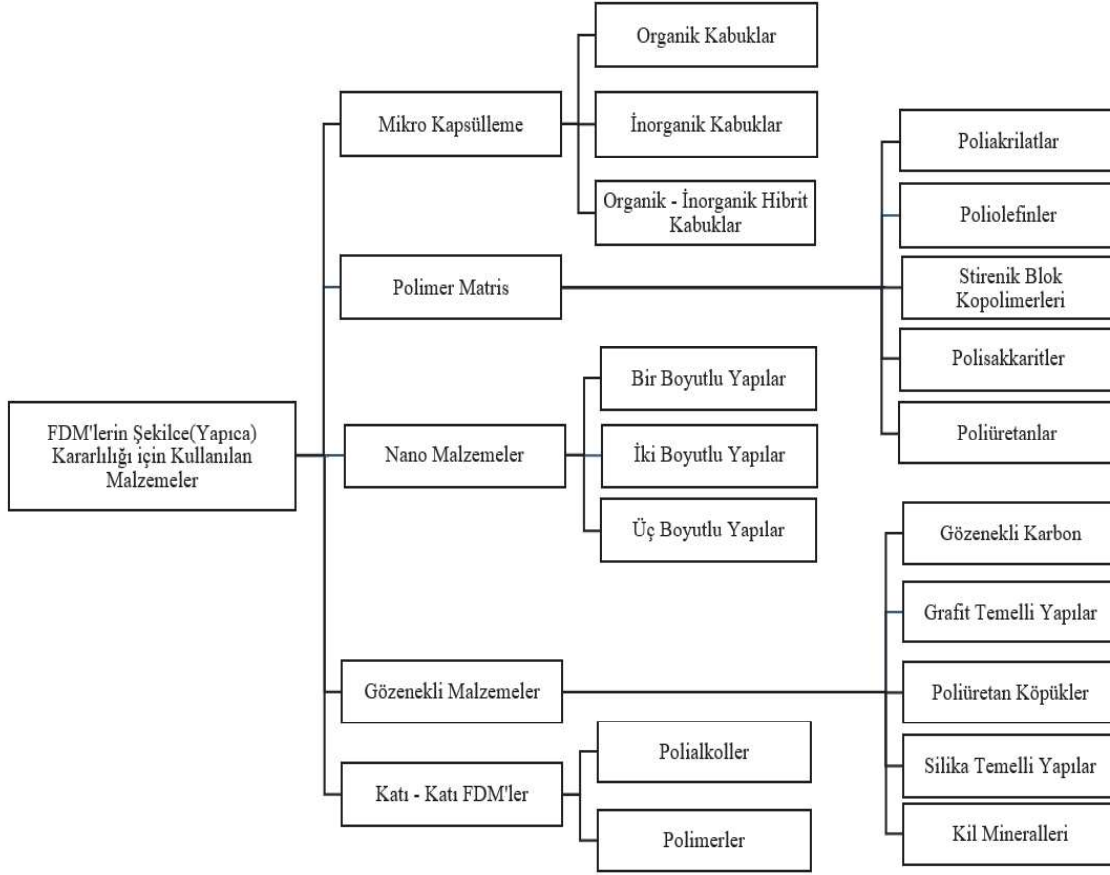 FDM'lerin Şekilce(Yapıca)
Kararlılığı için Kullanılan
Malzemeler
Mikro Kapsülleme
Organik Kabuklar
İnorganik Kabuklar
Organik - İnorganik Hibrit
Kabuklar
Polimer Matris
Poliakrilatlar
Poliolefinler
Stirenik Blok
Kopolimerleri
Polisakkaritler
Poliüretanlar
Nano Malzemeler
Bir Boyutlu Yapılar
İki Boyutlu Yapılar
Üç Boyutlu Yapılar
Gözenekli Malzemeler
Gözenekli Karbon
Grafit Temelli Yapılar
Poliüretan Köpükler
Silika Temelli Yapılar
Kil Mineralleri
Katı - Katı FDM'ler
Polialkoller
Polimerler